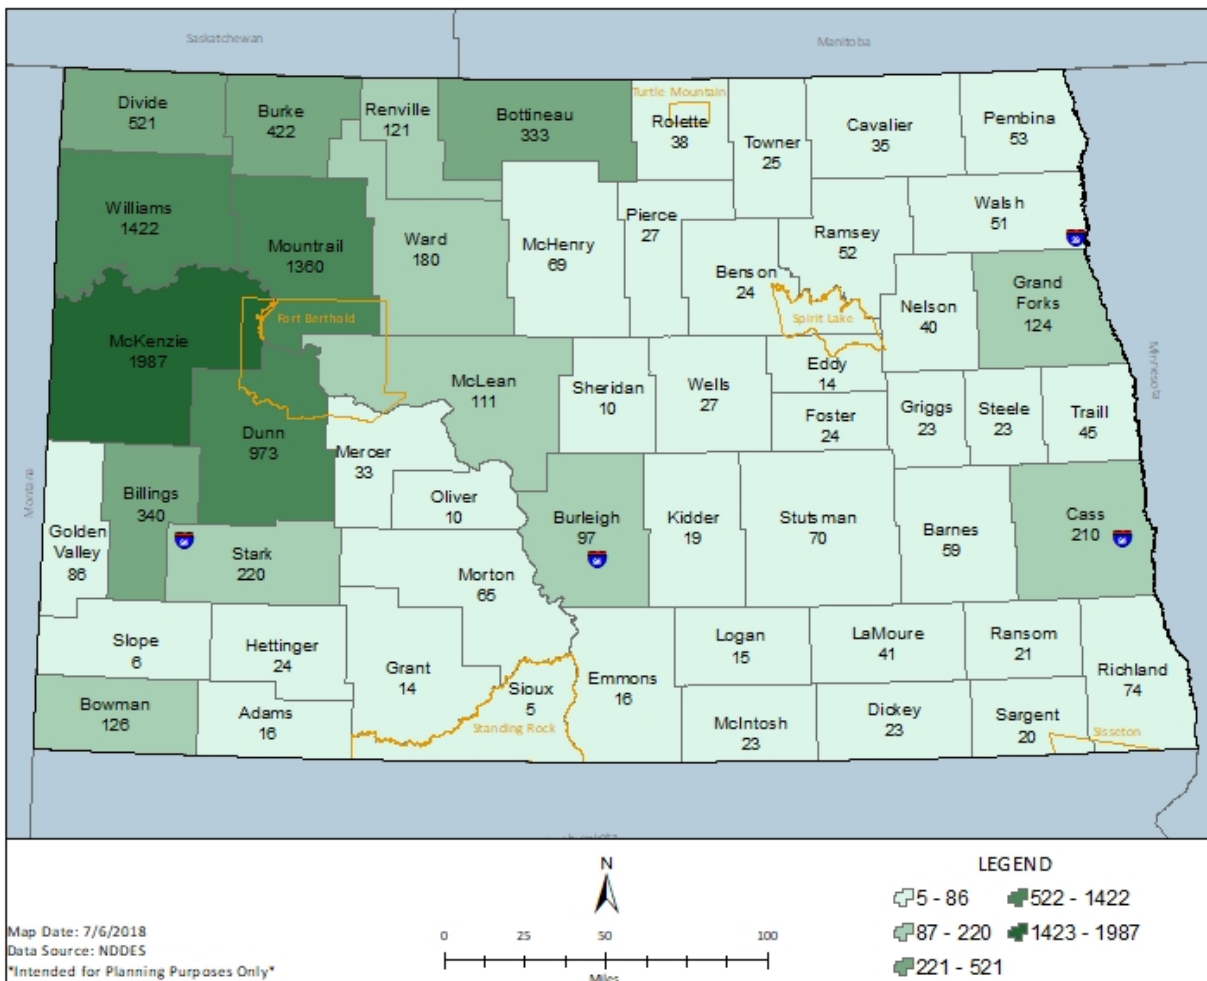 Saskatchewan
Manitoba
Divide
521
Burke
422
Renville
121
Bottineau
333
Turtle Mountain
Rolette
38
Towner
25
Cavalier
35
Pembina
53
Williams
1422
Mountrail
1360
Ward
180
McHenry
69
Pierce
27
Benson
24
Ramsey
52
Walsh
51
Nelson
40
Grand
Forks
124
McKenzie
1987
Fort Berthold
Spirit Lake
Minnesota
McLean
111
Sheridan
10
Wells
27
Eddy
14
Foster
24
Griggs
23
Steele
23
Traill
45
Dunn
973
Mercer
33
Oliver
10
Montana
Golden
Valley
86
Billings
340
Stark
220
Burleigh
97
Kidder
19
Stutsman
70
Barnes
59
Cass
210
Morton
65
Slope
6
Hettinger
24
Grant
14
Sioux
5
Emmons
16
Logan
15
LaMoure
41
Ransom
21
Richland
74
Bowman
126
Adams
16
Standing Rock
McIntosh
23
Dickey
23
Sargent
20
Sisseton
N
LEGEND
5 - 86
522 - 1422
87 - 220
1423 - 1987
221 - 521
Map Date: 7/6/2018
Data Source: NDDES
*Intended for Planning Purposes Only*
0 25 50 100
Miles